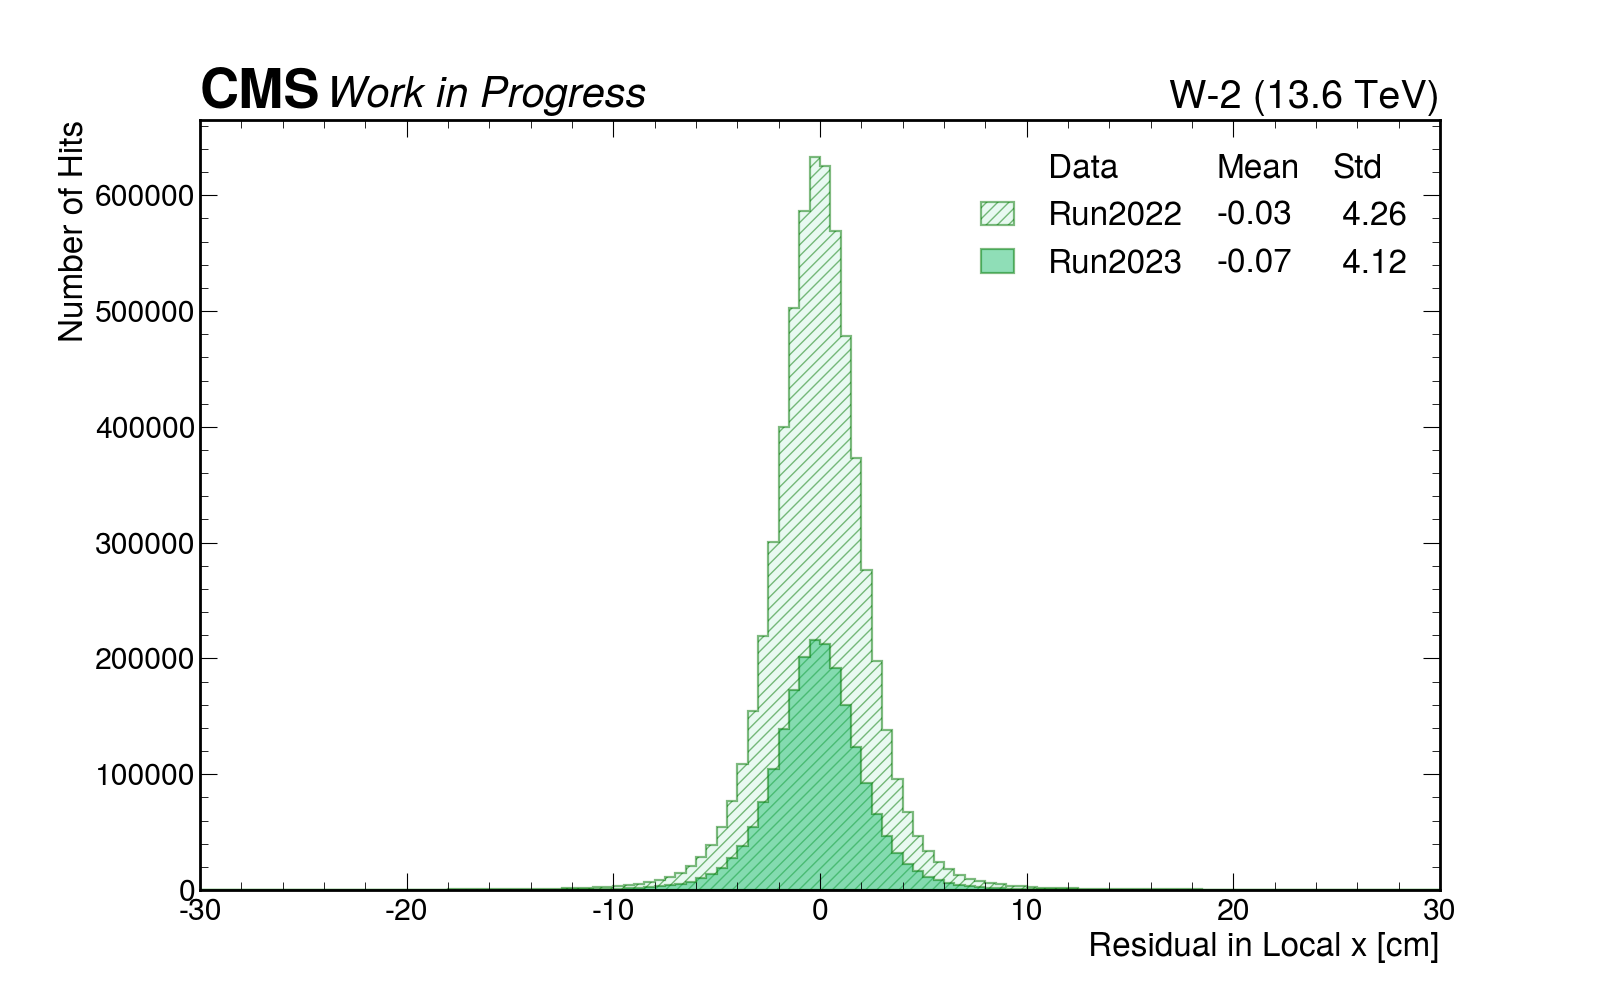 CMS Work in Progress
W-2 (13.6 TeV)
Number of Hits
Data Mean Std
Run2022 -0.03 4.26
Run2023 -0.07 4.12
600000
500000
400000
300000
200000
100000
0
-30 -20 -10 0 10 20 30
Residual in Local x [cm]